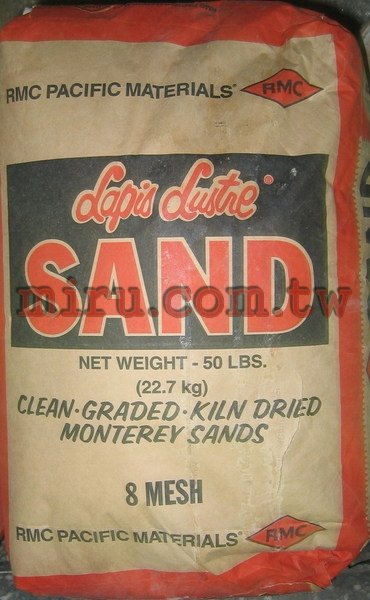 RMC PACIFIC MATERIALS® RMC
Lapis Lustre®
SAND
miru.com.tw
NET WEIGHT - 50 LBS.
(22.7 kg)
CLEAN·GRADED·KILN DRIED
MONTEREY SANDS
8 MESH
RMC PACIFIC MATERIALS® RMC